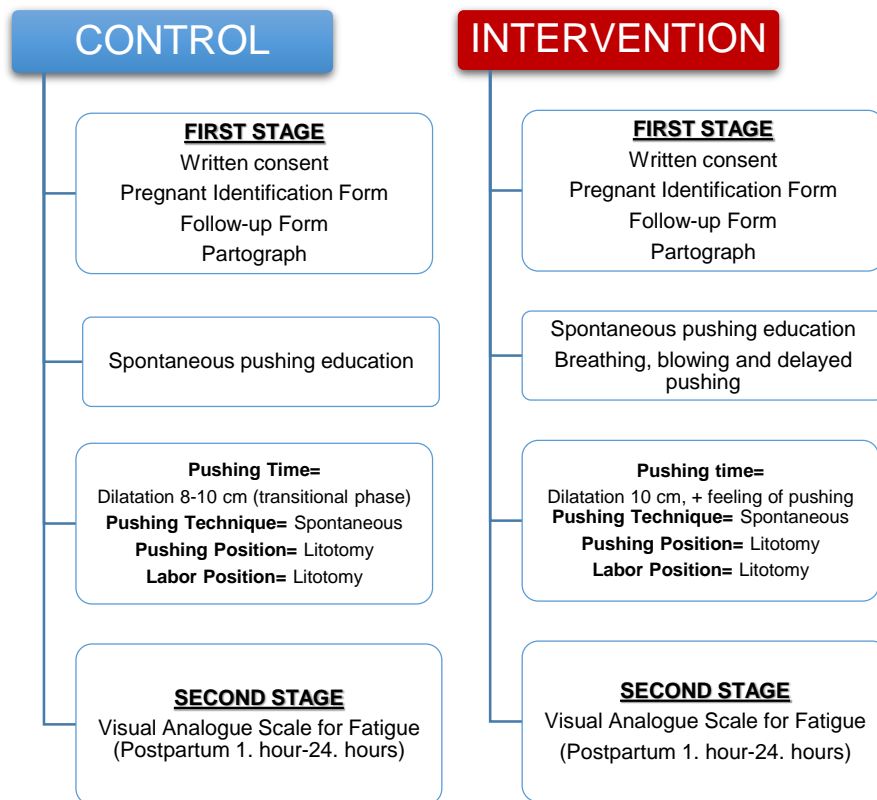 CONTROL
FIRST STAGE
Written consent
Pregnant Identification Form
Follow-up Form
Partograph
Spontaneous pushing education
Pushing Time=
Dilatation 8-10 cm (transitional phase)
Pushing Technique= Spontaneous
Pushing Position= Litotomy
Labor Position= Litotomy
SECOND STAGE
Visual Analogue Scale for Fatigue
(Postpartum 1. hour-24. hours)
INTERVENTION
FIRST STAGE
Written consent
Pregnant Identification Form
Follow-up Form
Partograph
Spontaneous pushing education
Breathing, blowing and delayed
pushing
Pushing time=
Dilatation 10 cm, + feeling of pushing
Pushing Technique= Spontaneous
Pushing Position= Litotomy
Labor Position= Litotomy
SECOND STAGE
Visual Analogue Scale for Fatigue
(Postpartum 1. hour-24. hours)